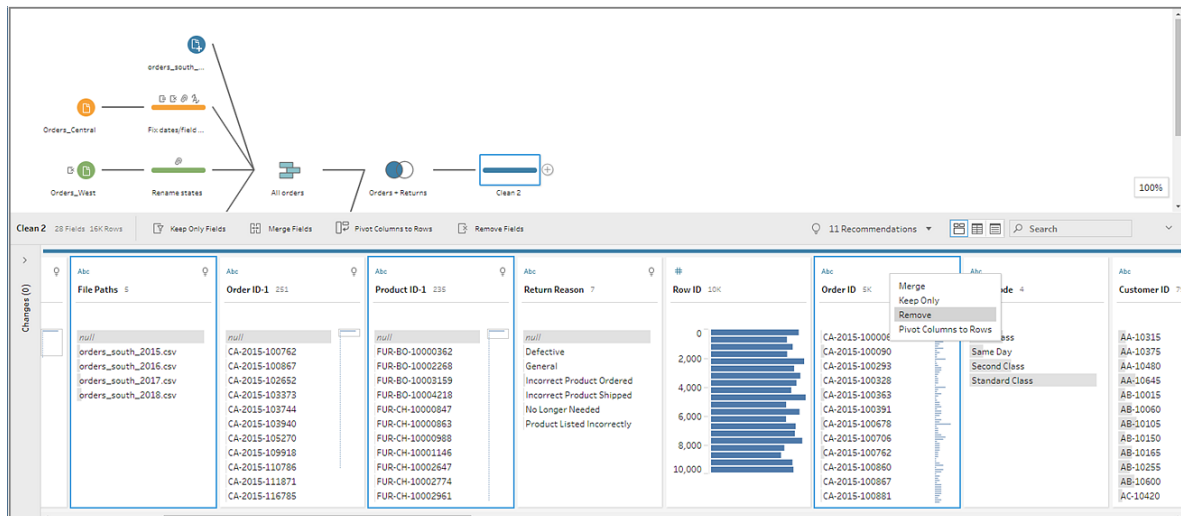 orders_south_...
Orders_Central
Fix dates/field ...
Orders_West
Rename states
All orders
Orders + Returns
Clean 2
100%
Clean 2 28 Fields 16K Rows Keep Only Fields Merge Fields Pivot Columns to Rows Remove Fields 11 Recommendations Search
Changes (0)
Abc
File Paths 5
null
orders_south_2015.csv
orders_south_2016.csv
orders_south_2017.csv
orders_south_2018.csv
Abc
Order ID-1 251
null
CA-2015-100762
CA-2015-100867
CA-2015-102652
CA-2015-103373
CA-2015-103744
CA-2015-103940
CA-2015-105270
CA-2015-109918
CA-2015-110786
CA-2015-111871
CA-2015-116785
Abc
Product ID-1 235
null
FUR-BO-10000362
FUR-BO-10002268
FUR-BO-10003159
FUR-BO-10004218
FUR-CH-10000847
FUR-CH-10000863
FUR-CH-10000988
FUR-CH-10001146
FUR-CH-10002647
FUR-CH-10002774
FUR-CH-10002961
Abc
Return Reason 7
null
Defective
General
Incorrect Product Ordered
Incorrect Product Shipped
No Longer Needed
Product Listed Incorrectly
#
Row ID 10K
0
2,000
4,000
6,000
8,000
10,000
Abc
Order ID 5K
CA-2015-100006
CA-2015-100090
CA-2015-100293
CA-2015-100328
CA-2015-100363
CA-2015-100391
CA-2015-100678
CA-2015-100706
CA-2015-100762
CA-2015-100860
CA-2015-100867
CA-2015-100881
Merge
Keep Only
Remove
Pivot Columns to Rows
4
Same Day
Second Class
Standard Class
Abc
Customer ID
AA-10315
AA-10375
AA-10480
AA-10645
AB-10015
AB-10060
AB-10105
AB-10150
AB-10165
AB-10255
AB-10600
AC-10420